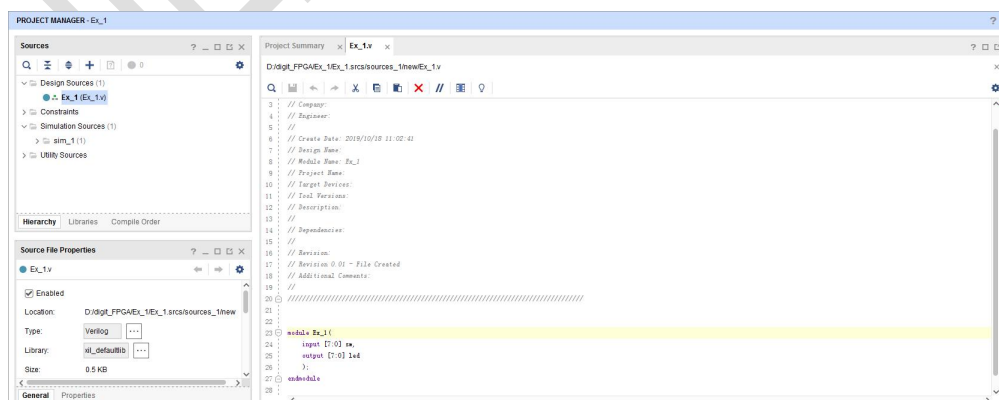 PROJECT MANAGER - Ex_1
?
Sources
? _ □ X
0
Design Sources (1)
Ex_1 (Ex_1.v)
Constraints
Simulation Sources (1)
sim_1 (1)
Utility Sources
Hierarchy Libraries Compile Order
Source File Properties
? _ □ X
Ex_1.v
Enabled
Location: D:/digit_FPGA/Ex_1/Ex_1.srcs/sources_1/new
Type: Verilog ...
Library: xil_defaultlib ...
Size: 0.5 KB
General Properties
Project Summary × Ex_1.v ×
? □
D:/digit_FPGA/Ex_1/Ex_1.srcs/sources_1/new/Ex_1.v
×
//
3 // Company:
4 // Engineer:
5 //
6 // Create Date: 2019/10/18 11:02:41
7 // Design Name:
8 // Module Name: Ex_1
9 // Project Name:
10 // Target Devices:
11 // Tool Versions:
12 // Description:
13 //
14 // Dependencies:
15 //
16 // Revision:
17 // Revision 0.01 - File Created
18 // Additional Comments:
19 //
20 //////////////////////////////////////////////////////////////////////////////////
21
22
23 module Ex_1(
24 input [7:0] sw,
25 output [7:0] led
26 );
27 endmodule
28